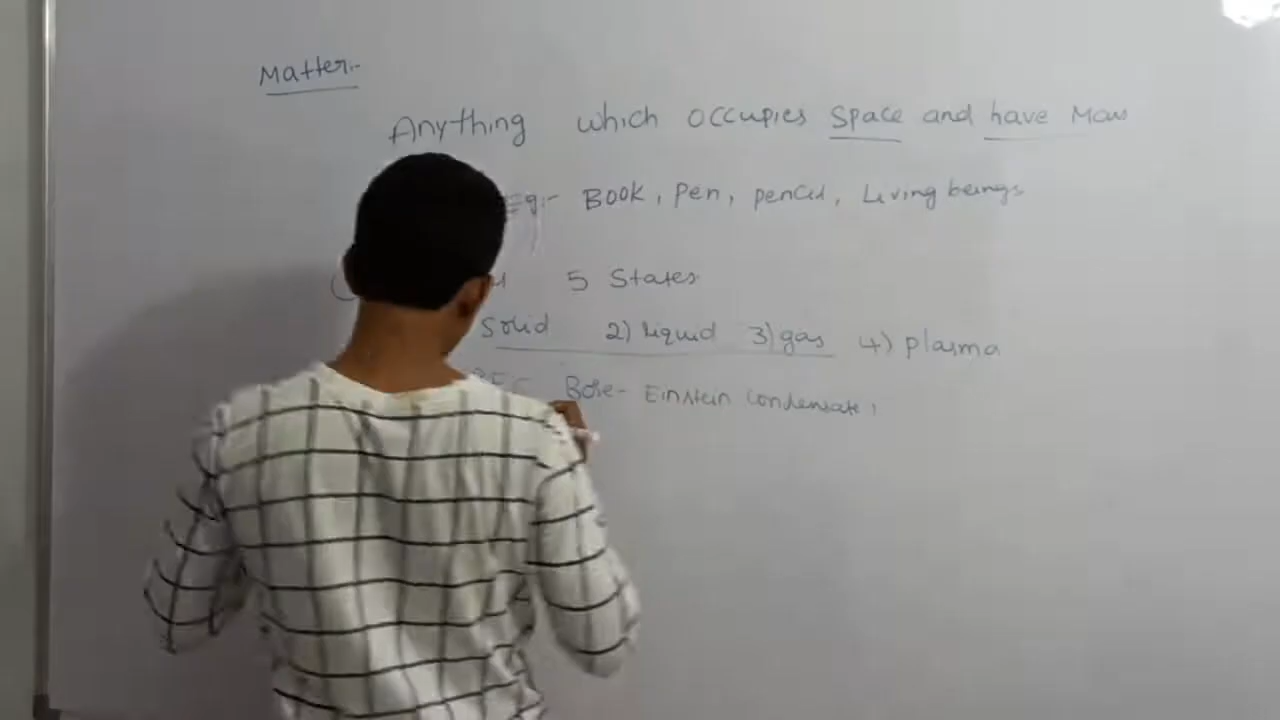 Matter:-
Anything which occupies space and have Mass
Eg:- Book, Pen, pencil, Living beings
5 States
Solid 2) liquid 3) gas 4) plasma
Bose-Einstein condensate